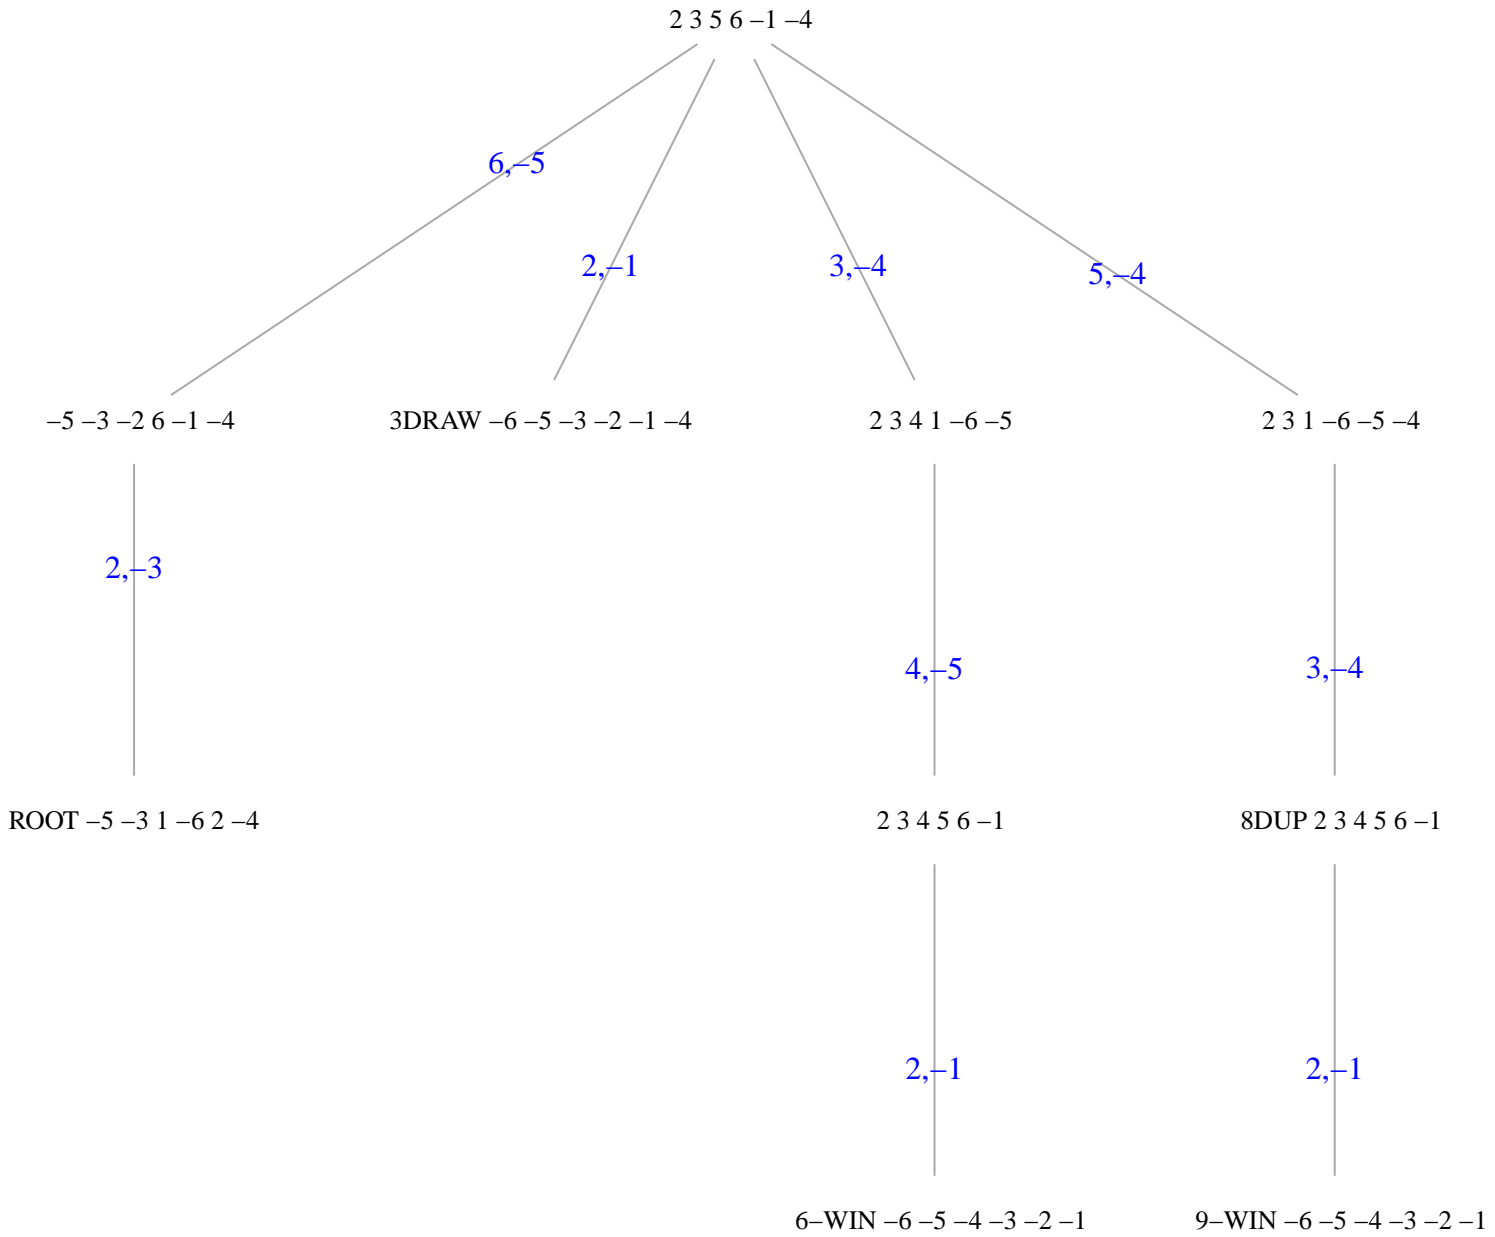 2 3 5 6 –1 –4
6,–5
2,–1
3,–4
5,–4
–5 –3 –2 6 –1 –4
3DRAW –6 –5 –3 –2 –1 –4
2 3 4 1 –6 –5
2 3 1 –6 –5 –4
2,–3
4,–5
3,–4
ROOT –5 –3 1 –6 2 –4
2 3 4 5 6 –1
8DUP 2 3 4 5 6 –1
2,–1
2,–1
6–WIN –6 –5 –4 –3 –2 –1
9–WIN –6 –5 –4 –3 –2 –1